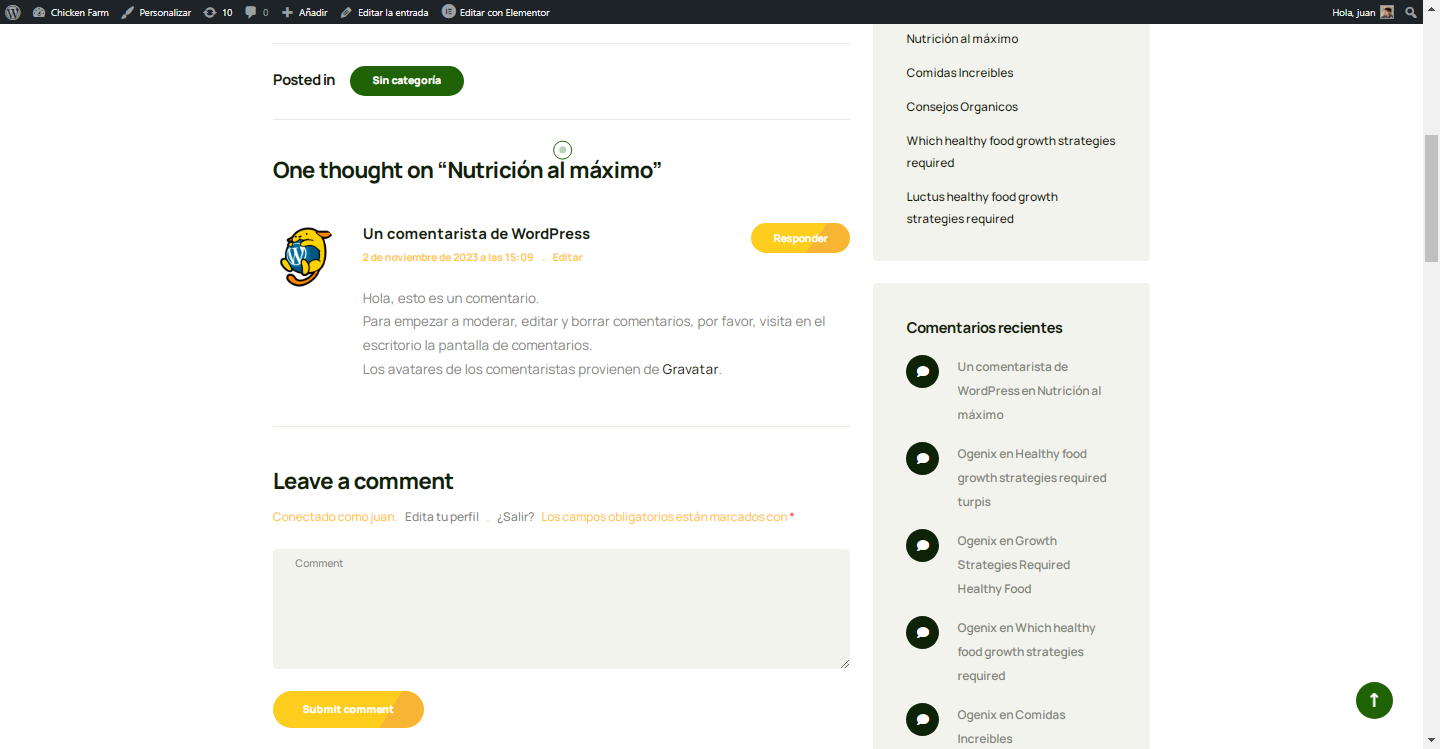 Chicken Farm Personalizar 10 0 Añadir Editar la entrada Editar con Elementor Hola, juan
Posted in Sin categoría
One thought on “Nutrición al máximo”
Un comentarista de WordPress Responder
2 de noviembre de 2023 a las 15:09 . Editar
Hola, esto es un comentario.
Para empezar a moderar, editar y borrar comentarios, por favor, visita en el
escritorio la pantalla de comentarios.
Los avatares de los comentaristas provienen de Gravatar.
Leave a comment
Conectado como juan. Edita tu perfil . ¿Salir? Los campos obligatorios están marcados con *
Comment
Submit comment
Nutrición al máximo
Comidas Increibles
Consejos Organicos
Which healthy food growth strategies
required
Luctus healthy food growth
strategies required
Comentarios recientes
Un comentarista de
WordPress en Nutrición al
máximo
Ogenix en Healthy food
growth strategies required
turpis
Ogenix en Growth
Strategies Required
Healthy Food
Ogenix en Which healthy
food growth strategies
required
Ogenix en Comidas
Increibles